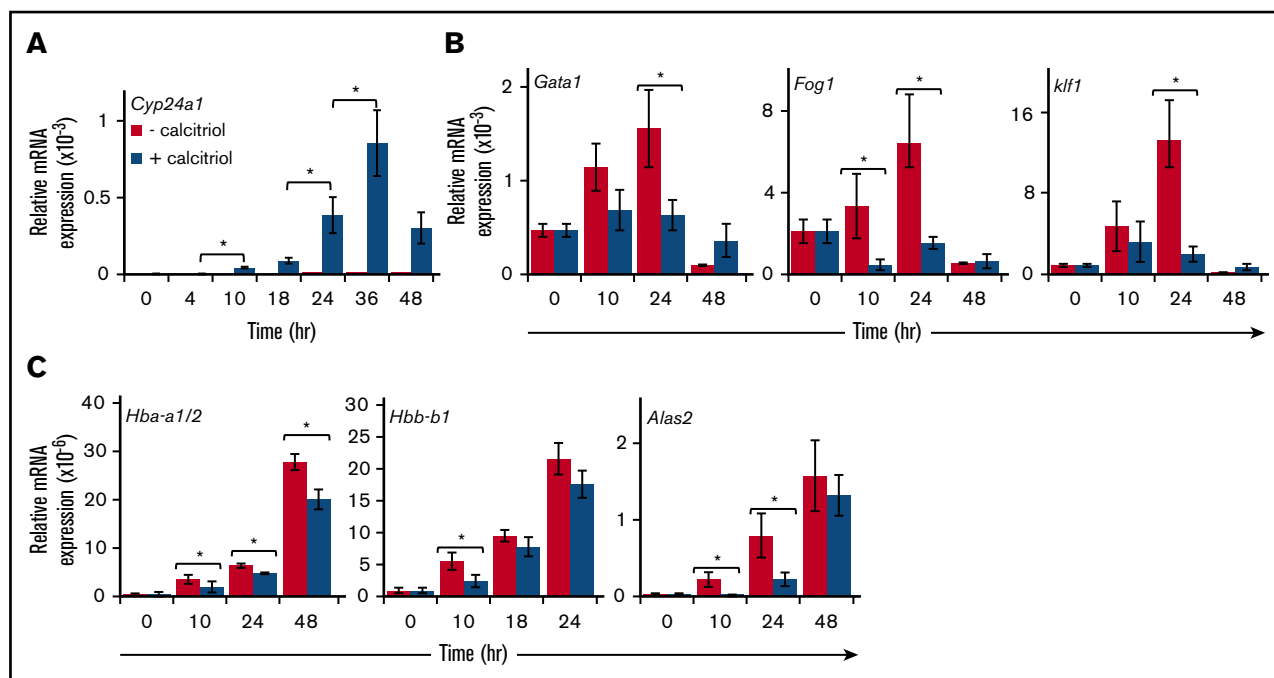 A
Cyp24a1
- calcitriol
+ calcitriol
Relative mRNA
expression (x10-3)
1
0.5
0
*
*
*
0 4 10 18 24 36 48
Time (hr)
B
Relative mRNA
expression (x10-3)
Gata1
2
1
0
*
0 10 24 48
Fog1
8
4
0
*
*
0 10 24 48
klf1
16
8
0
*
0 10 24 48
Time (hr)
C
Relative mRNA
expression (x10-6)
Hba-a1/2
40
30
20
10
0
*
*
*
0 10 24 48
Hbb-b1
30
25
20
15
10
5
0
*
0 10 18 24
Alas2
2
1
0
*
*
0 10 24 48
Time (hr)